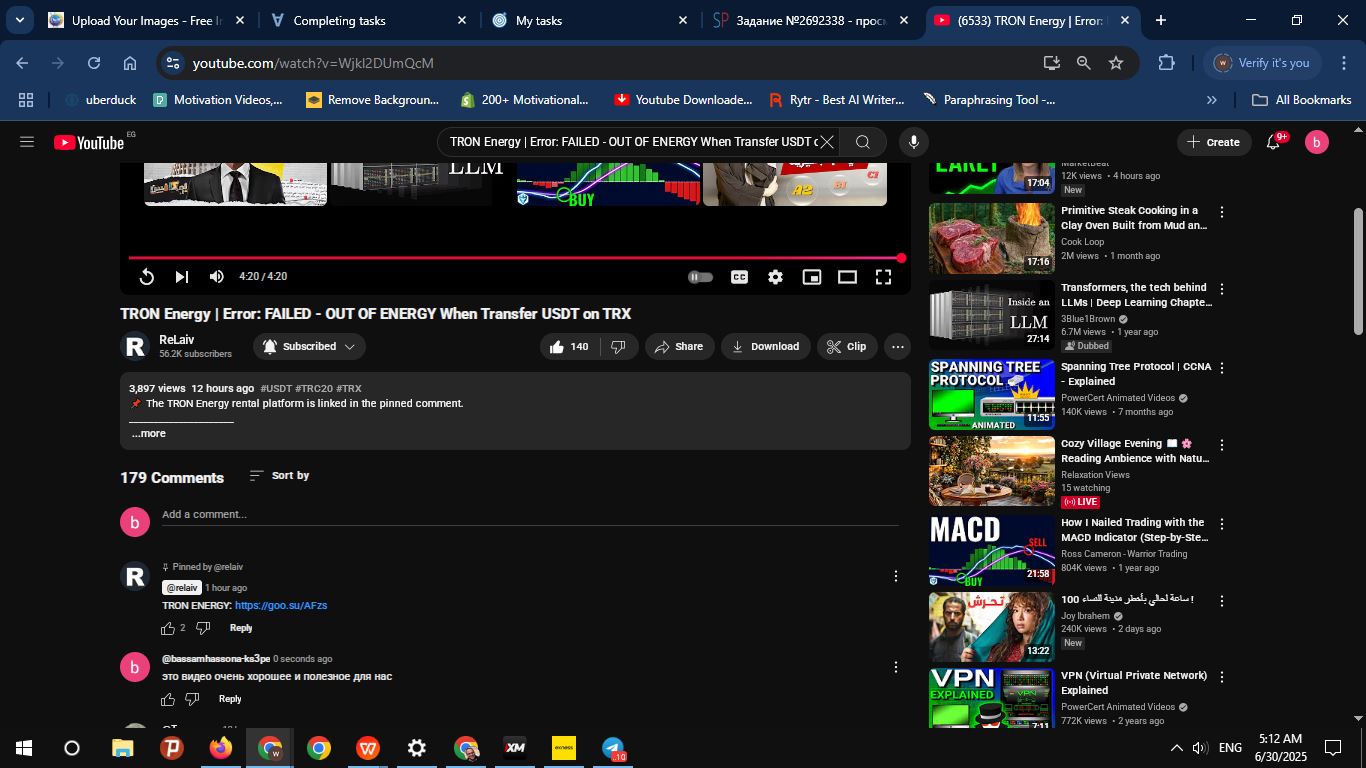 Upload Your Images - Free Ir
Completing tasks
My tasks
Задание №2692338 - прос
(6533) TRON Energy | Error:
youtube.com/watch?v=WjkI2DUmQcM
Verify it's you
uberduck
Motivation Videos,...
Remove Backgroun...
200+ Motivational...
Youtube Downloade...
Rytr - Best AI Writer...
Paraphrasing Tool -...
All Bookmarks
YouTube EG
TRON Energy | Error: FAILED - OUT OF ENERGY When Transfer USDT
Create
9+
b
LLM
BUY
A2
B1
C1
4:20 / 4:20
CC
TRON Energy | Error: FAILED - OUT OF ENERGY When Transfer USDT on TRX
R
ReLaiv
56.2K subscribers
Subscribed
140
Share
Download
Clip
3,897 views 12 hours ago #USDT #TRC20 #TRX
📌 The TRON Energy rental platform is linked in the pinned comment.
...more
179 Comments
Sort by
b
Add a comment...
R
Pinned by @relaiv
@relaiv 1 hour ago
TRON ENERGY: https://goo.su/AFzs
2
Reply
b
@bassamhassona-ks3pe 0 seconds ago
это видео очень хорошее и полезное для нас
Reply
17:04
MarketBeat
12K views • 4 hours ago
New
17:16
Primitive Steak Cooking in a
Clay Oven Built from Mud an...
Cook Loop
2M views • 1 month ago
Inside an
LLM
27:14
Transformers, the tech behind
LLMs | Deep Learning Chapte...
3Blue1Brown
6.7M views • 1 year ago
Dubbed
SPANNING TREE
PROTOCOL
ANIMATED
11:55
Spanning Tree Protocol | CCNA
- Explained
PowerCert Animated Videos
140K views • 7 months ago
Cozy Village Evening 📖 🌸
Reading Ambience with Natu...
Relaxation Views
15 watching
LIVE
MACD
SELL
BUY
21:58
How I Nailed Trading with the
MACD Indicator (Step-by-Ste...
Ross Cameron - Warrior Trading
804K views • 1 year ago
تحرش
13:22
100 ساعة لحالي بأخطر مدينة للنساء !
Joy Ibrahem
240K views • 2 days ago
New
VPN
EXPLAINED
VPN
7:11
VPN (Virtual Private Network)
Explained
PowerCert Animated Videos
772K views • 2 years ago
W
XM
exness
10
ENG
5:12 AM
6/30/2025